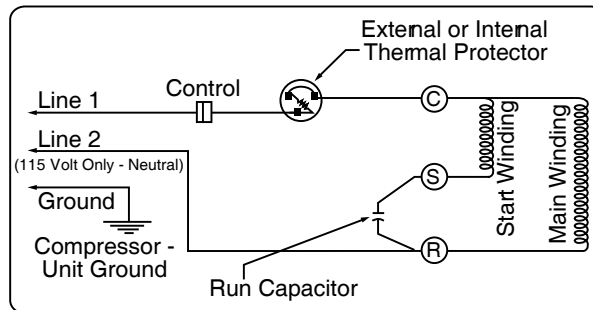 External or Internal
Thermal Protector
Control
Line 1
C
Line 2
(115 Volt Only - Neutral)
S
Start Winding
Main Winding
Ground
R
Compressor -
Unit Ground
Run Capacitor